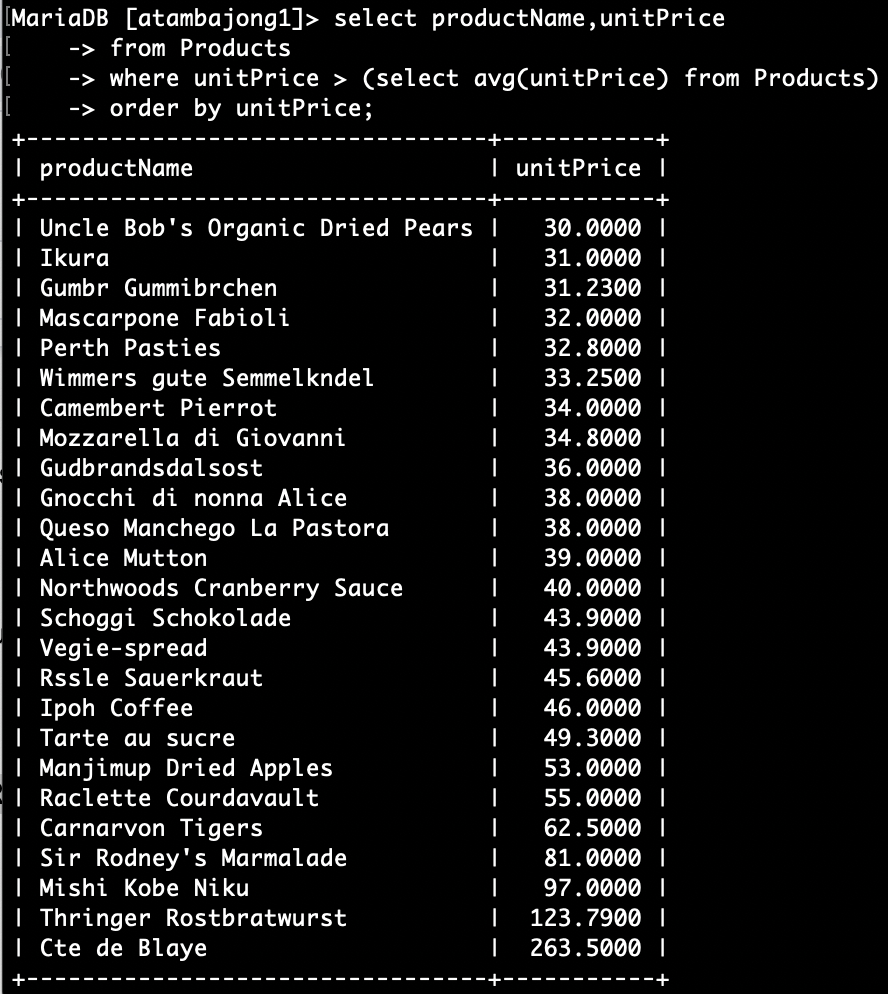 MariaDB [atambajong1]> select productName,unitPrice
    -> from Products
    -> where unitPrice > (select avg(unitPrice) from Products)
    -> order by unitPrice;
+---------------------------------+-----------+
| productName                     | unitPrice |
+---------------------------------+-----------+
| Uncle Bob's Organic Dried Pears |   30.0000 |
| Ikura                           |   31.0000 |
| Gumbr Gummibrchen               |   31.2300 |
| Mascarpone Fabioli              |   32.0000 |
| Perth Pasties                   |   32.8000 |
| Wimmers gute Semmelkndel        |   33.2500 |
| Camembert Pierrot               |   34.0000 |
| Mozzarella di Giovanni          |   34.8000 |
| Gudbrandsdalsost                |   36.0000 |
| Gnocchi di nonna Alice          |   38.0000 |
| Queso Manchego La Pastora       |   38.0000 |
| Alice Mutton                    |   39.0000 |
| Northwoods Cranberry Sauce      |   40.0000 |
| Schoggi Schokolade              |   43.9000 |
| Vegie-spread                    |   43.9000 |
| Rssle Sauerkraut                |   45.6000 |
| Ipoh Coffee                     |   46.0000 |
| Tarte au sucre                  |   49.3000 |
| Manjimup Dried Apples           |   53.0000 |
| Raclette Courdavault            |   55.0000 |
| Carnarvon Tigers                |   62.5000 |
| Sir Rodney's Marmalade          |   81.0000 |
| Mishi Kobe Niku                 |   97.0000 |
| Thringer Rostbratwurst          |  123.7900 |
| Cte de Blaye                    |  263.5000 |
+---------------------------------+-----------+